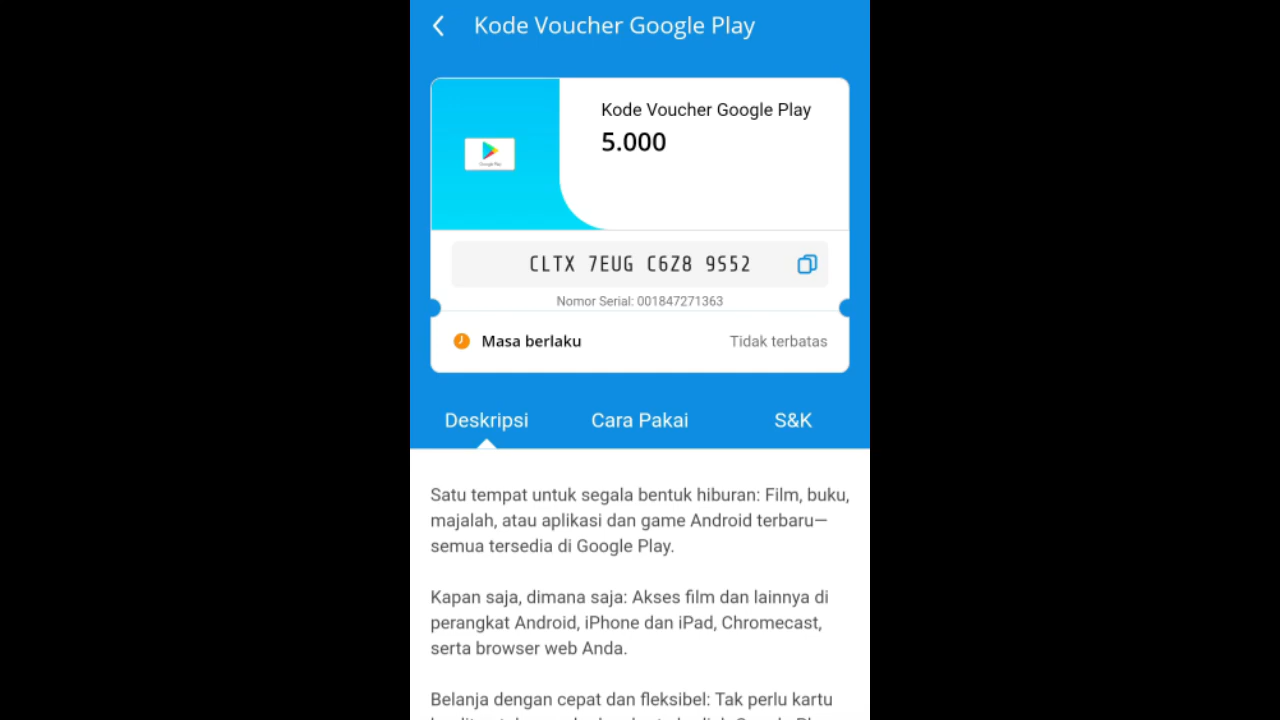 Kode Voucher Google Play
Kode Voucher Google Play
5.000
Google Play
CLTX 7EUG C6Z8 9S52
Nomor Serial: 001847271363
Masa berlaku
Tidak terbatas
Deskripsi
Cara Pakai
S&K
Satu tempat untuk segala bentuk hiburan: Film, buku,
majalah, atau aplikasi dan game Android terbaru—
semua tersedia di Google Play.
Kapan saja, dimana saja: Akses film dan lainnya di
perangkat Android, iPhone dan iPad, Chromecast,
serta browser web Anda.
Belanja dengan cepat dan fleksibel: Tak perlu kartu